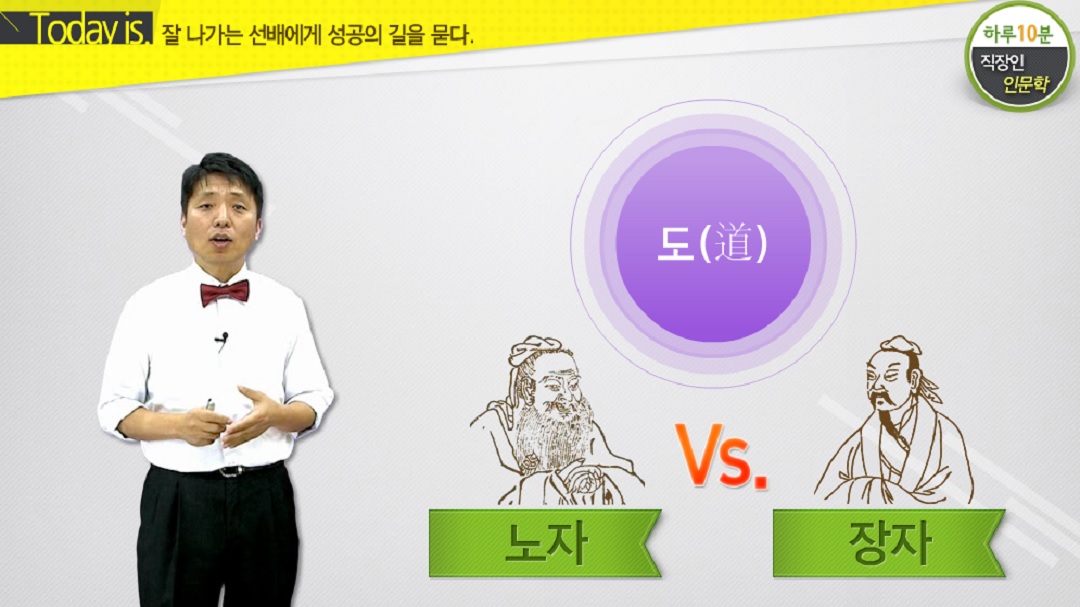 Today is. 잘 나가는 선배에게 성공의 길을 묻다.
하루10분
직장인
인문학
도(道)
Vs.
노자
장자